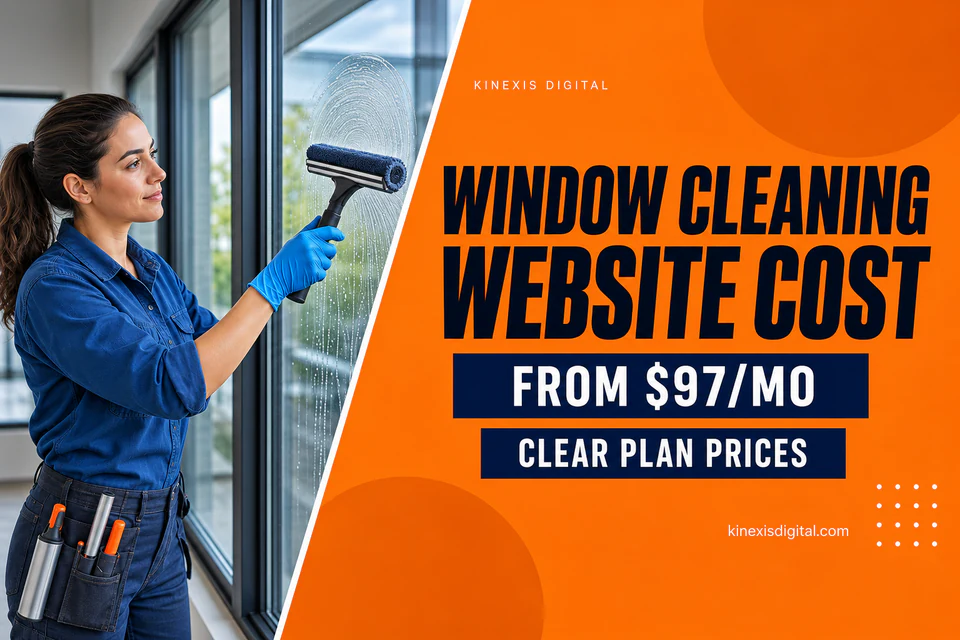 KINEXIS DIGITAL
WINDOW CLEANING
WEBSITE COST
FROM $97/MO
CLEAR PLAN PRICES
kinexisdigital.com